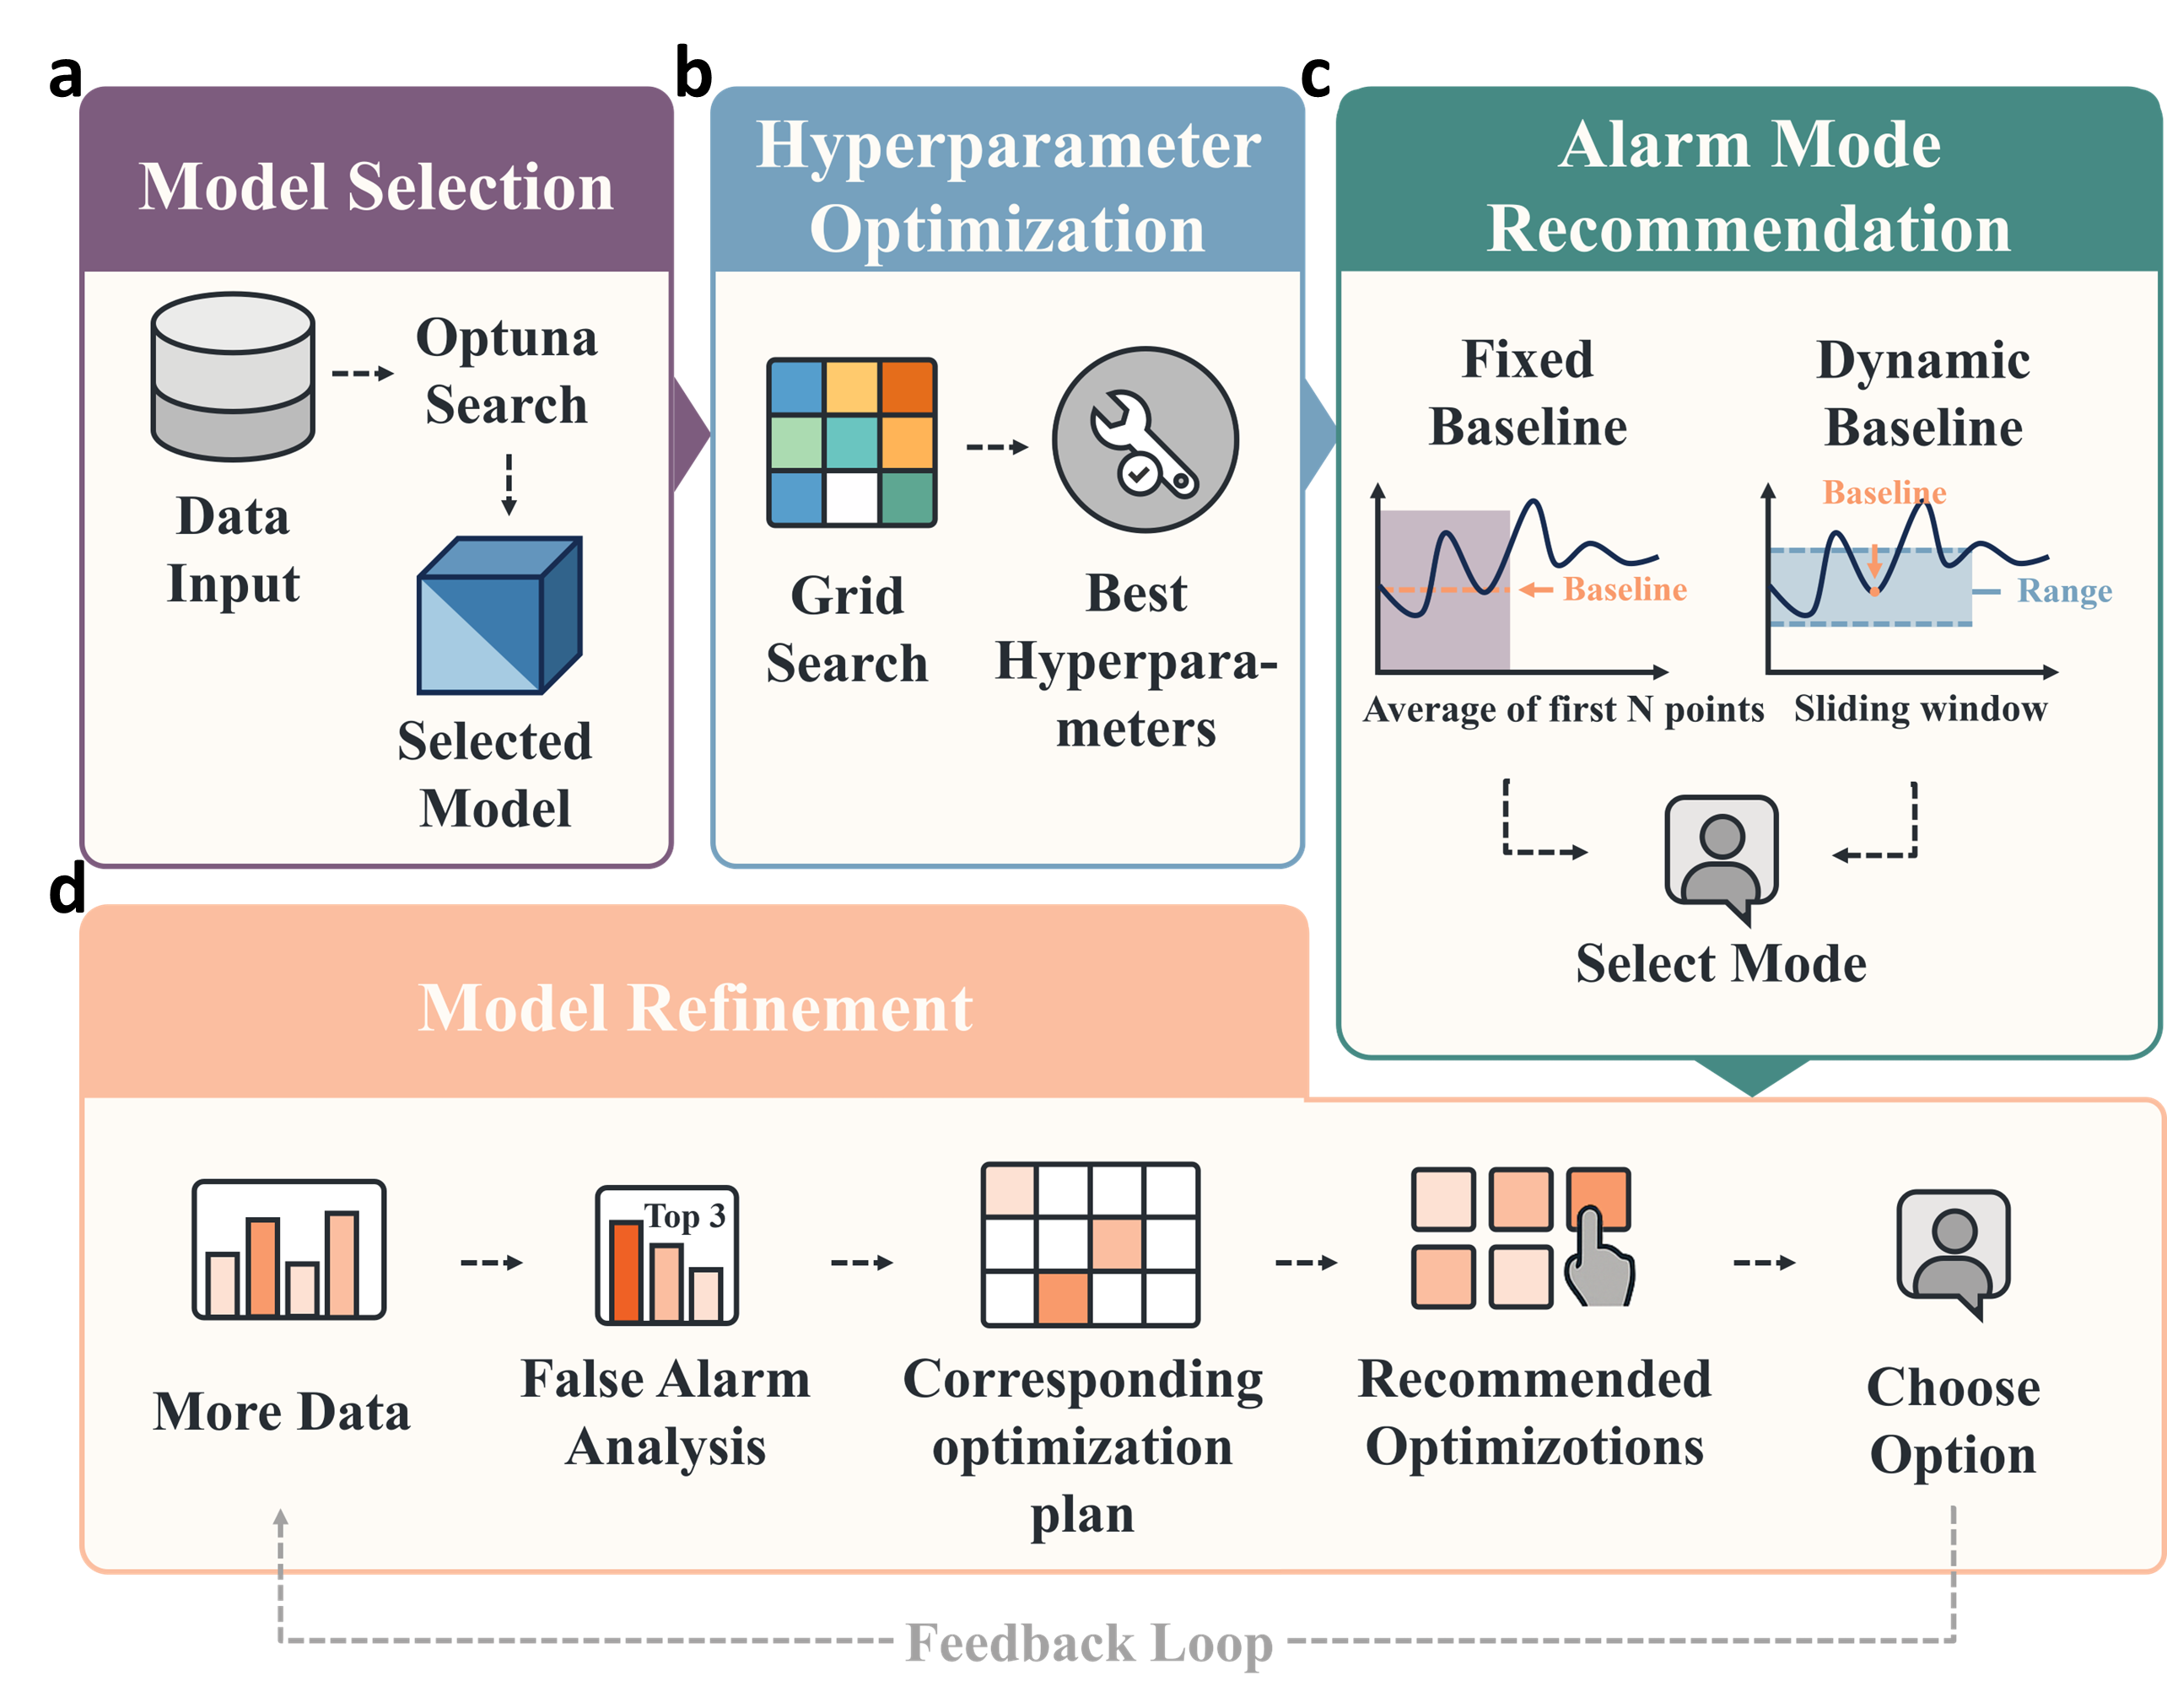 a
Model Selection
Data
Input
Optuna
Search
Selected
Model
b
Hyperparameter
Optimization
Grid
Search
Best
Hyperpara-
meters
c
Alarm Mode
Recommendation
Fixed
Baseline
Baseline
Average of first N points
Dynamic
Baseline
Baseline
Range
Sliding window
Select Mode
d
Model Refinement
More Data
Top 3
False Alarm
Analysis
Corresponding
optimization
plan
Recommended
Optimizotions
Choose
Option
Feedback Loop